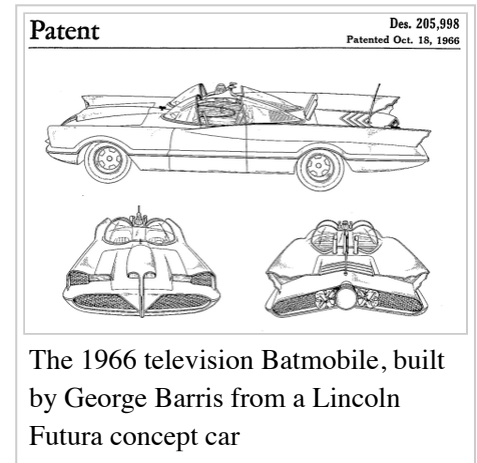 Patent
Des. 205,998
Patented Oct. 18, 1966
The 1966 television Batmobile, built
by George Barris from a Lincoln
Futura concept car